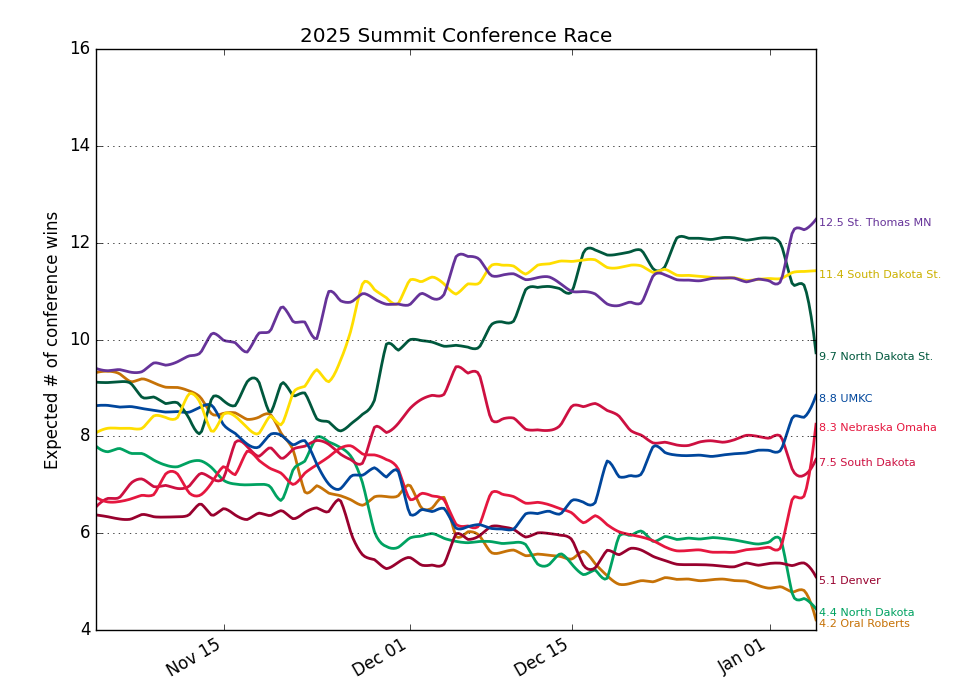 2025 Summit Conference Race
Expected # of conference wins
16
14
12
10
8
6
4
Nov 15
Dec 01
Dec 15
Jan 01
12.5 St. Thomas MN
11.4 South Dakota St.
9.7 North Dakota St.
8.8 UMKC
8.3 Nebraska Omaha
7.5 South Dakota
5.1 Denver
4.4 North Dakota
4.2 Oral Roberts